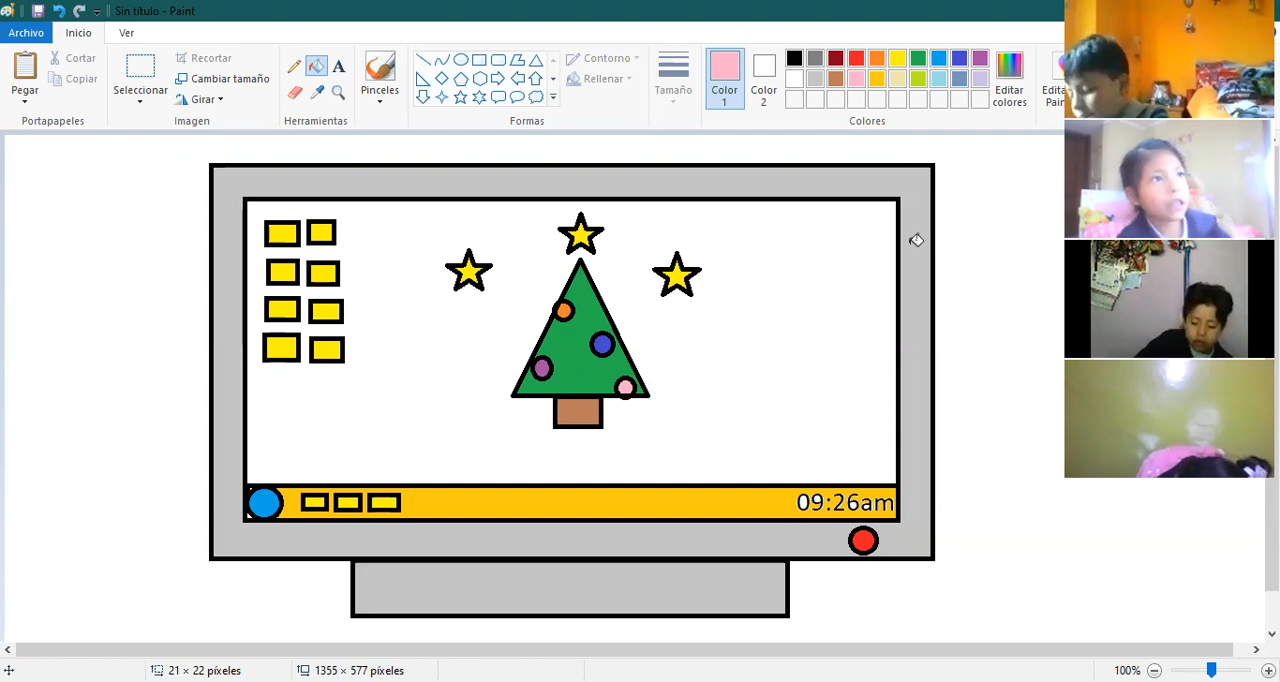 Sin título - Paint
Archivo Inicio Ver
Pegar
Cortar
Copiar
Portapapeles
Seleccionar
Recortar
Cambiar tamaño
Girar
Imagen
A
Herramientas
Pinceles
Contorno
Rellenar
Formas
Tamaño
Color
1
Color
2
Editar
colores
Colores
09:26am
21 × 22 píxeles
1355 × 577 píxeles
100%